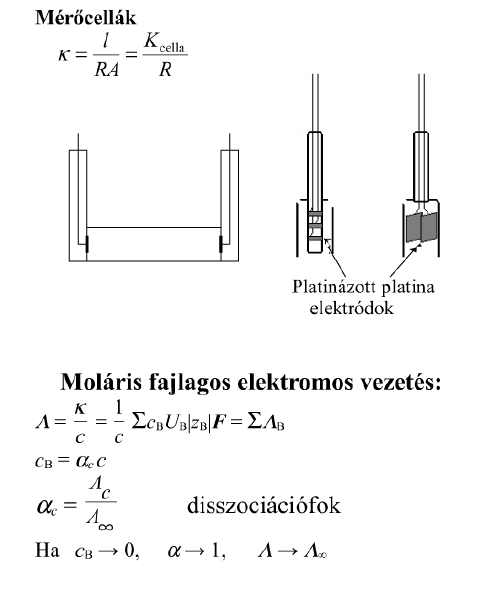 Mérőcellák
κ = l / RA = K_cella / R
Platinázott platina
elektródok
Moláris fajlagos elektromos vezetés:
Λ = κ / c = 1 / c Σc_B U_B |z_B| F = ΣΛ_B
c_B = α_c c
α_c = Λ_c / Λ_∞ disszociációfok
Ha c_B → 0, α → 1, Λ → Λ_∞